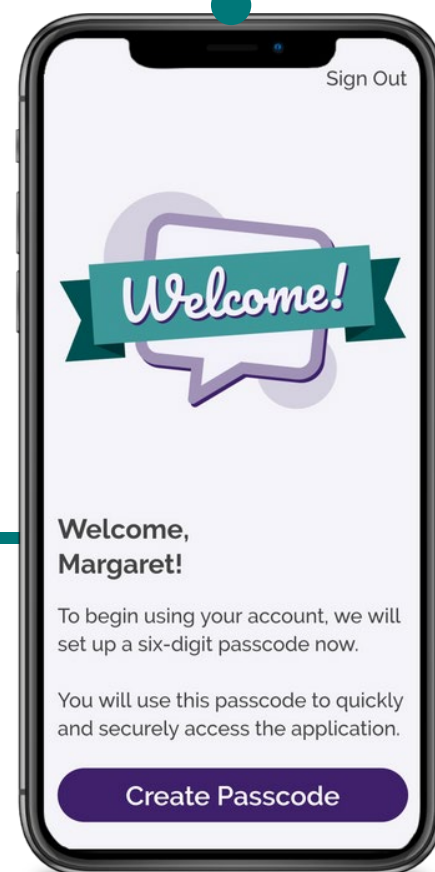 Sign Out
Welcome!
Welcome,
Margaret!
To begin using your account, we will
set up a six-digit passcode now.
You will use this passcode to quickly
and securely access the application.
Create Passcode